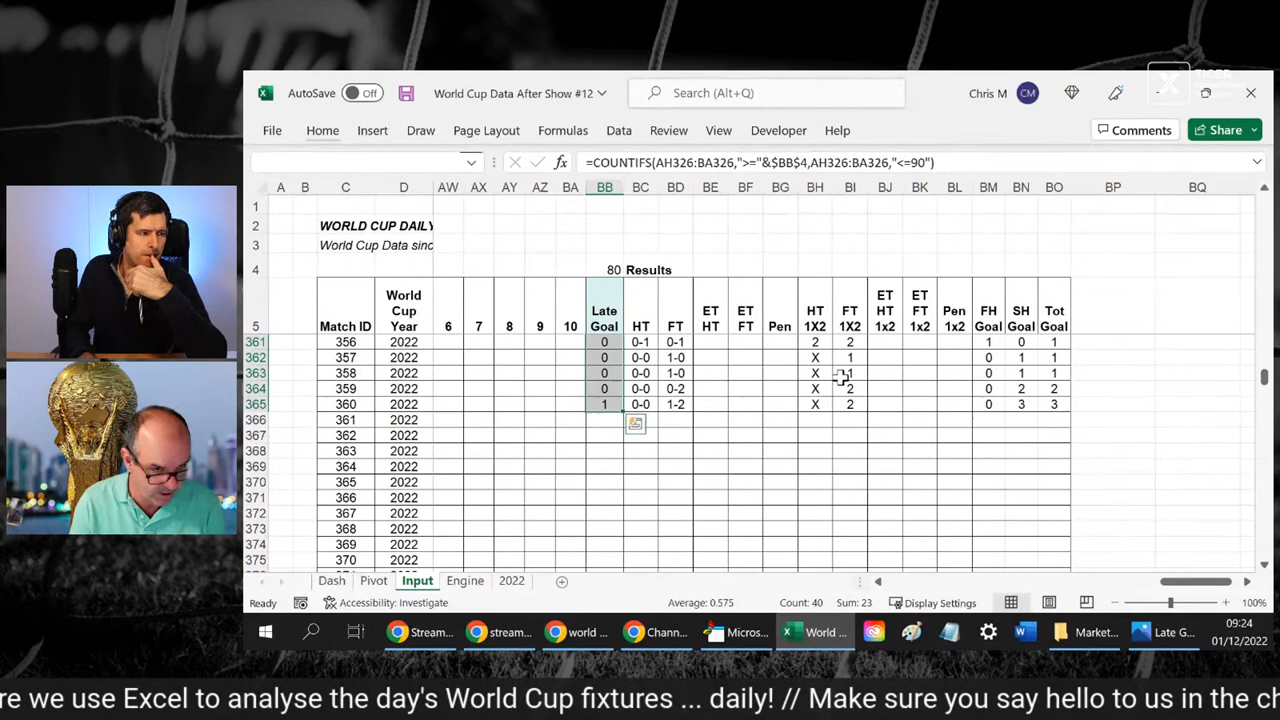 AutoSave Off World Cup Data After Show #12 Search (Alt+Q) Chris M CM
TIGER
File Home Insert Draw Page Layout Formulas Data Review View Developer Help Comments Share
fx =COUNTIFS(AH326:BA326,">="&$BB$4,AH326:BA326,"<=90")
A B C D AW AX AY AZ BA BB BC BD BE BF BG BH BI BJ BK BL BM BN BO BP BQ
1
2 WORLD CUP DAILY
3 World Cup Data sinc
4 80 Results
5 Match ID World Cup Year 6 7 8 9 10 Late Goal HT FT ET HT ET FT Pen HT 1X2 FT 1X2 ET HT 1x2 ET FT 1x2 Pen 1x2 FH Goal SH Goal Tot Goal
361 356 2022 0 0-1 0-1 2 2 1 0 1
362 357 2022 0 0-0 1-0 X 1 0 1 1
363 358 2022 0 0-0 1-0 X 1 0 1 1
364 359 2022 0 0-0 0-2 X 2 0 2 2
365 360 2022 1 0-0 1-2 X 2 0 3 3
366 361 2022
367 362 2022
368 363 2022
369 364 2022
370 365 2022
371 366 2022
372 367 2022
373 368 2022
374 369 2022
375 370 2022
Dash Pivot Input Engine 2022
Ready Accessibility: Investigate Average: 0.575 Count: 40 Sum: 23 Display Settings 100%
Stream... stream... world ... Chann... Micros... World ... Market... Late G... 09:24
01/12/2022
re we use Excel to analyse the day's World Cup fixtures ... daily! // Make sure you say hello to us in the ch